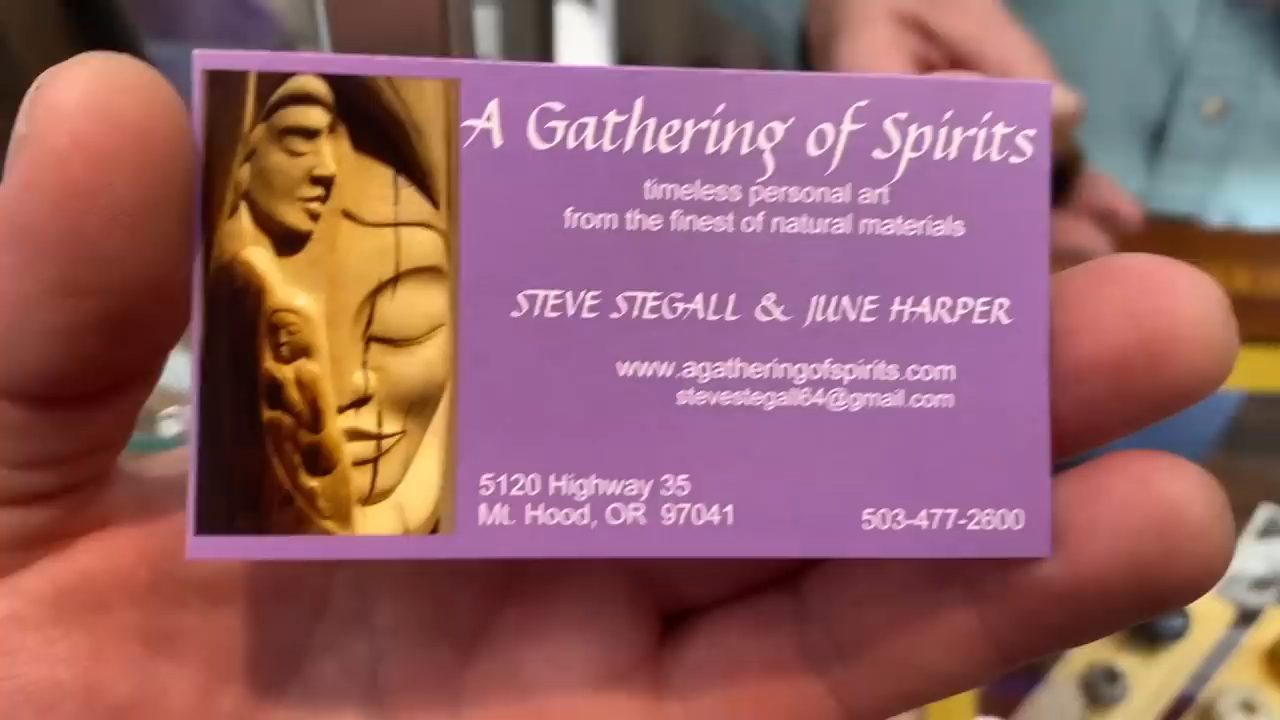 A Gathering of Spirits
timeless personal art
from the finest of natural materials
STEVE STEGALL & JUNE HARPER
www.agatheringofspirits.com
stevestegall64@gmail.com
5120 Highway 35
Mt. Hood, OR 97041
503-477-2600